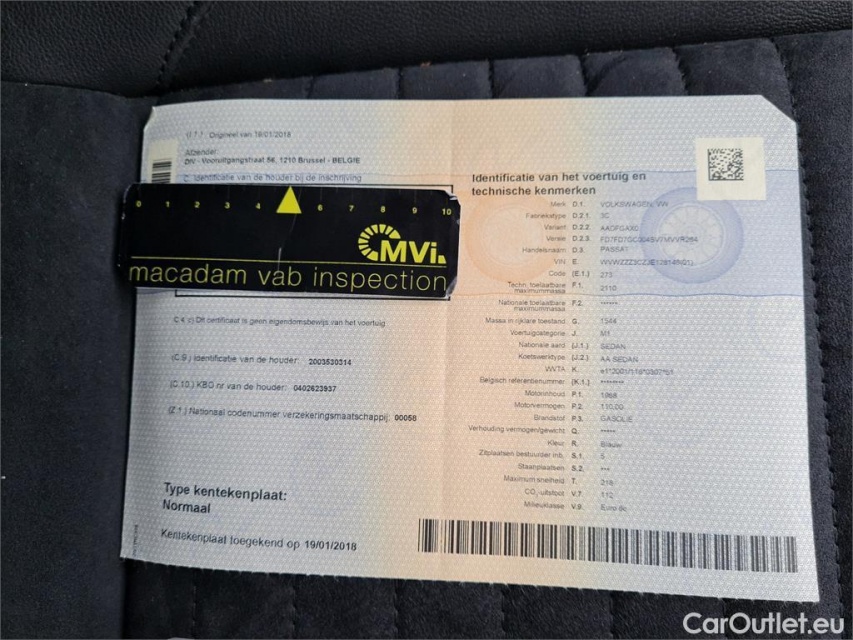 (I.1.) Origineel van 18/01/2018
Afzender
DIV - Vooruitgangstraat 56, 1210 Brussel - BELGIE
C. Identificatie van de houder bij de inschrijving
0 1 2 3 4 6 7 8 9 10
MVi.
macadam vab inspection
C 4. c) Dit certificaat is geen eigendomsbewijs van het voertuig
(C.9.) Identificatie van de houder: 2003530314
(C.10.) KBO nr van de houder: 0402623937
(Z.1.) Nationaal codenummer verzekeringsmaatschappij: 00058
Type kentekenplaat:
Normaal
Kentekenplaat toegekend op 19/01/2018
Identificatie van het voertuig en
technische kenmerken
Merk D.1. VOLKSWAGEN, VW
Fabriekstype D.2.1. 3C
Variant D.2.2.
Versie D.2.3.
Handelsnaam D.3. PASSAT
VIN E.
Code (E.1.) 273
Techn. toelaatbare
maximummassa F.1. 2110
Nationale toelaatbare
maximummassa F.2. ------
Massa in rijklare toestand G. 1544
Voertuigcategorie J. M1
Nationale aard (J.1.) SEDAN
Koetswerktype (J.2.) AA SEDAN
WVTA K. e1*2001/116*0307*51
Belgisch referentienummer (K.1.) --------
Motorinhoud P.1. 1968
Motorvermogen P.2. 110.00
Brandstof P.3. GASOLIE
Verhouding vermogen/gewicht Q. -----
Kleur R. Blauw
Zitplaatsen bestuurder inb. S.1. 5
Staanplaatsen S.2. ---
Maximum snelheid T. 218
CO₂-uitstoot V.7. 112
Milieuklasse V.9. Euro 6c
CarOutlet.eu